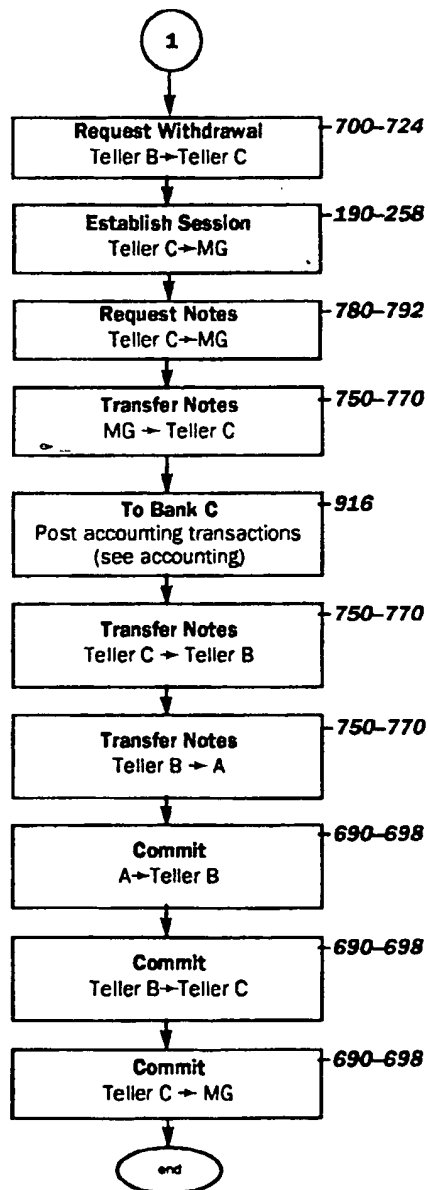 1
Request Withdrawal
Teller B→Teller C
700–724
Establish Session
Teller C→MG
190–258
Request Notes
Teller C→MG
780–792
Transfer Notes
MG → Teller C
750–770
To Bank C
Post accounting transactions
(see accounting)
916
Transfer Notes
Teller C → Teller B
750–770
Transfer Notes
Teller B → A
750–770
Commit
A→Teller B
690–698
Commit
Teller B→Teller C
690–698
Commit
Teller C → MG
690–698
end